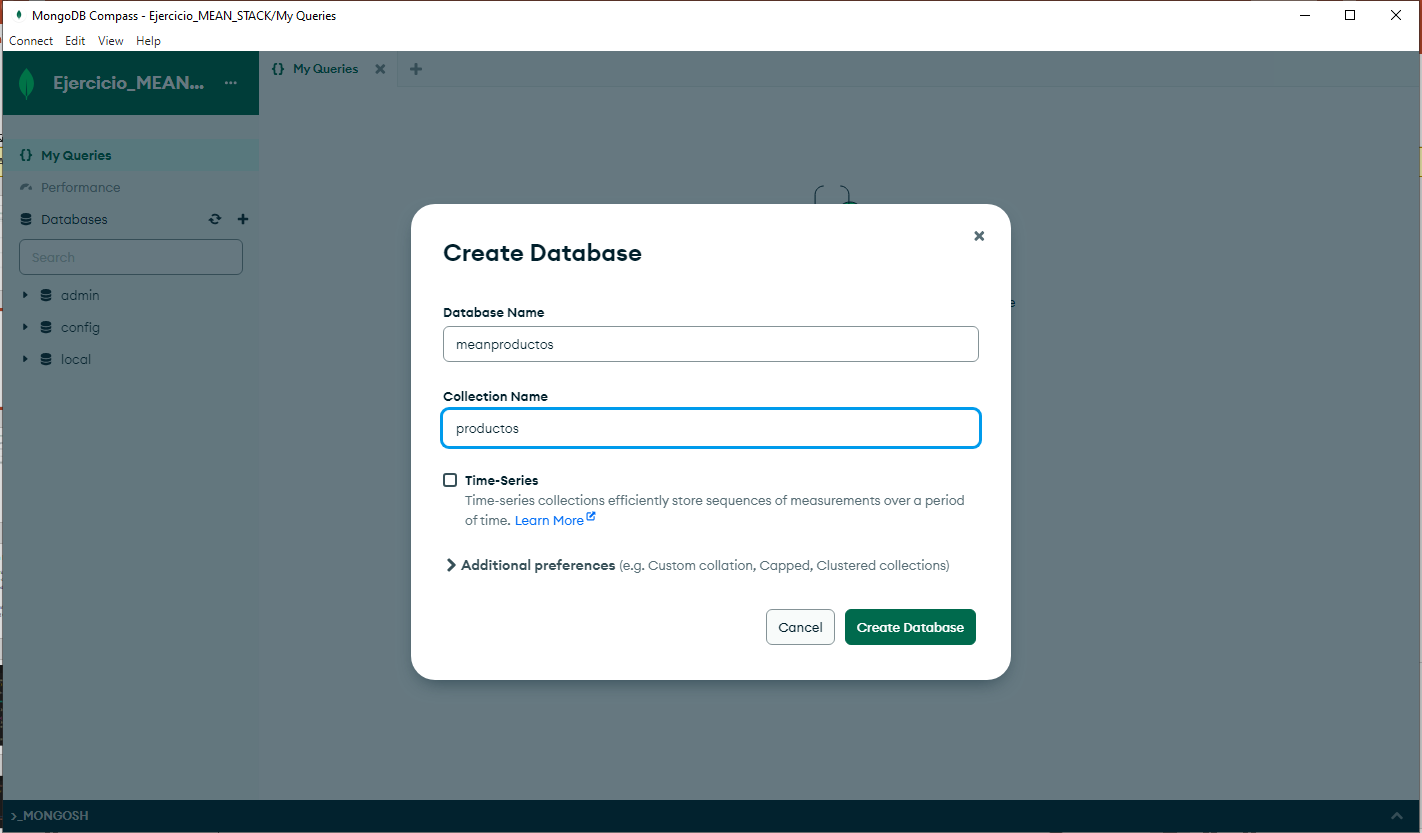 MongoDB Compass - Ejercicio_MEAN_STACK/My Queries
Connect Edit View Help
Ejercicio_MEAN... ...
{} My Queries
{} My Queries
Performance
Databases
Search
admin
config
local
Create Database
Database Name
meanproductos
Collection Name
productos
Time-Series
Time-series collections efficiently store sequences of measurements over a period
of time. Learn More
Additional preferences (e.g. Custom collation, Capped, Clustered collections)
Cancel Create Database
>_MONGOSH